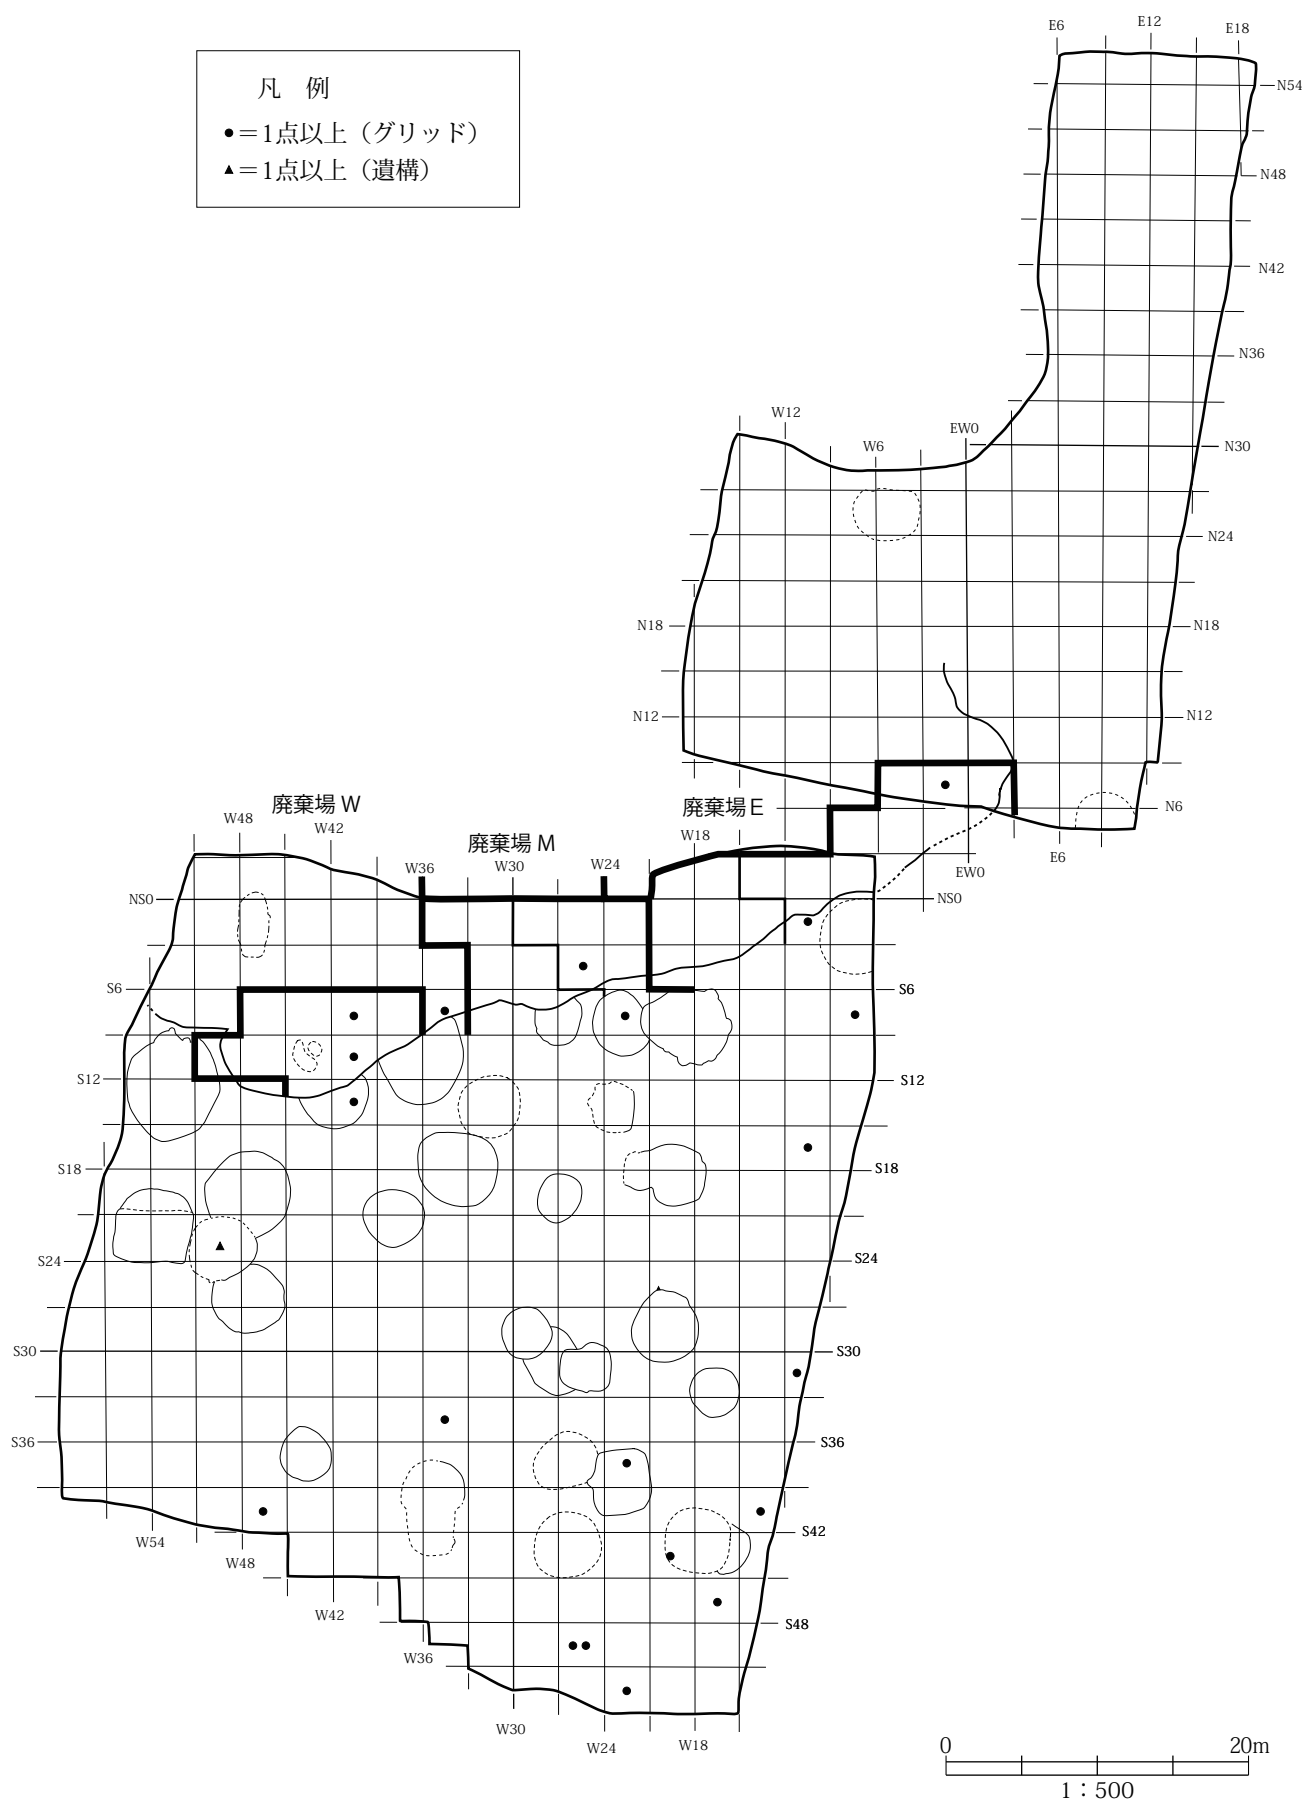 E6
E12
E18
凡　例
●＝1点以上（グリッド）
▲＝1点以上（遺構）
N54
N48
N42
N36
W12
EW0
W6
N30
N24
N18
N18
N12
N12
廃棄場 W
廃棄場 E
N6
W48
W42
廃棄場 M
W18
E6
W36
W30
W24
EW0
NS0
NS0
S6
S6
S12
S12
S18
S18
S24
S24
S30
S30
S36
S36
W54
S42
W48
W42
S48
W36
W30
W24
W18
0
20m
1：500